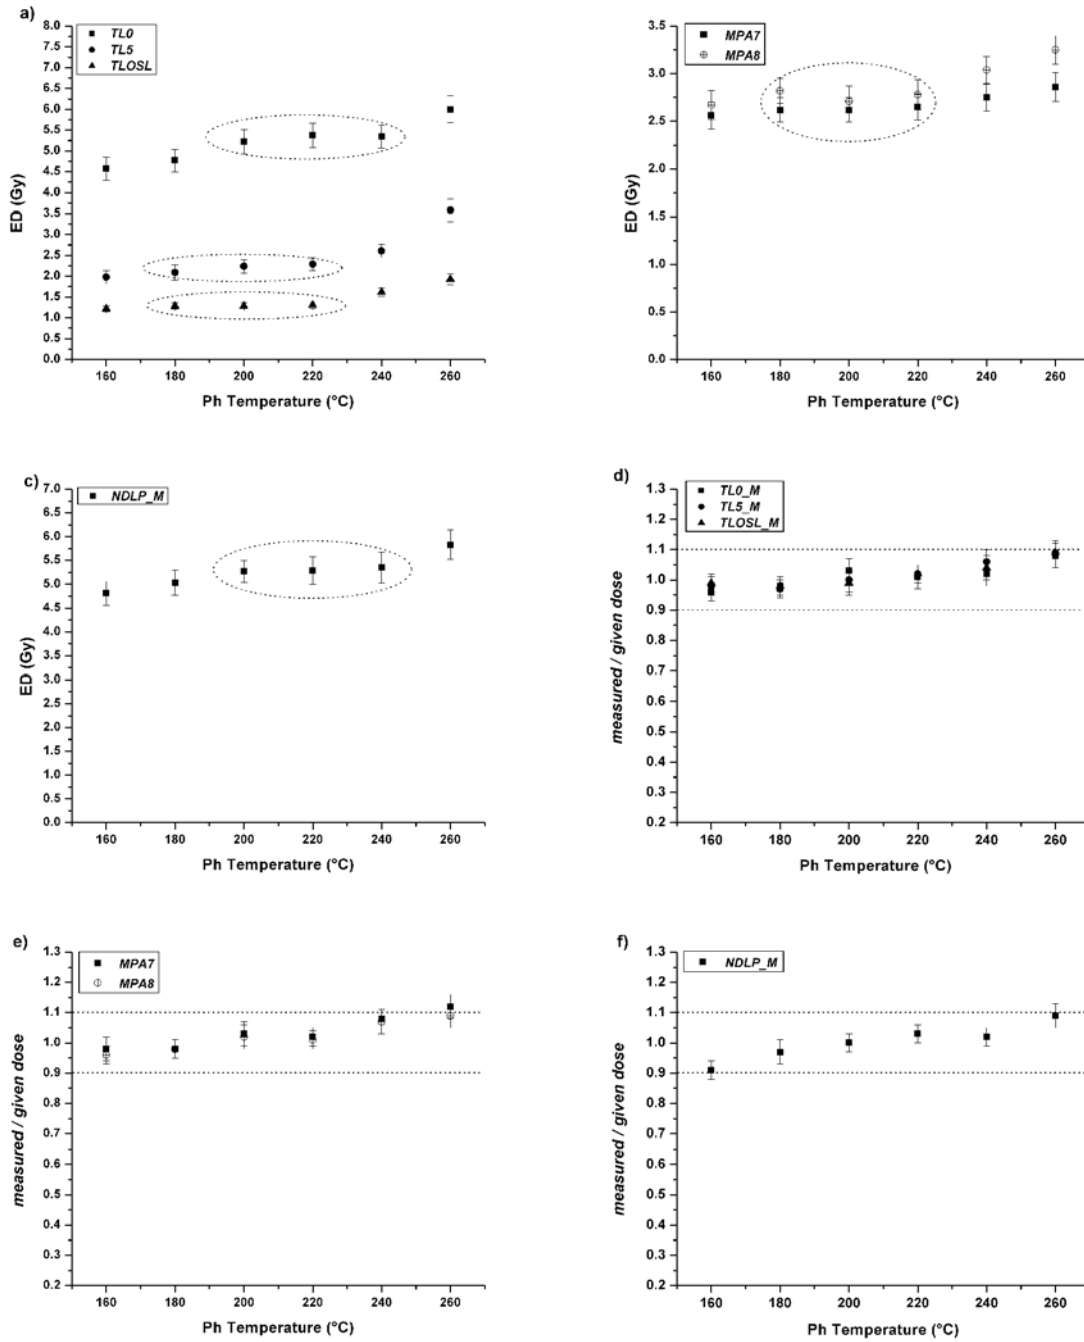 a)
TL0
TL5
TLOSL
8.0
7.5
7.0
6.5
6.0
5.5
5.0
4.5
4.0
3.5
3.0
2.5
2.0
1.5
1.0
0.5
0.0
ED (Gy)
160 180 200 220 240 260
Ph Temperature (°C)
MPA7
MPA8
3.5
3.0
2.5
2.0
1.5
1.0
0.5
0.0
ED (Gy)
160 180 200 220 240 260
Ph Temperature (°C)
c)
NDLP_M
7.0
6.5
6.0
5.5
5.0
4.5
4.0
3.5
3.0
2.5
2.0
1.5
1.0
0.5
0.0
ED (Gy)
160 180 200 220 240 260
Ph Temperature (°C)
d)
TL0_M
TL5_M
TLOSL_M
1.3
1.2
1.1
1.0
0.9
0.8
0.7
0.6
0.5
0.4
0.3
0.2
measured / given dose
160 180 200 220 240 260
Ph Temperature (°C)
e)
MPA7
MPA8
1.3
1.2
1.1
1.0
0.9
0.8
0.7
0.6
0.5
0.4
0.3
0.2
measured / given dose
160 180 200 220 240 260
Ph Temperature (°C)
f)
NDLP_M
1.3
1.2
1.1
1.0
0.9
0.8
0.7
0.6
0.5
0.4
0.3
0.2
measured / given dose
160 180 200 220 240 260
Ph Temperature (°C)